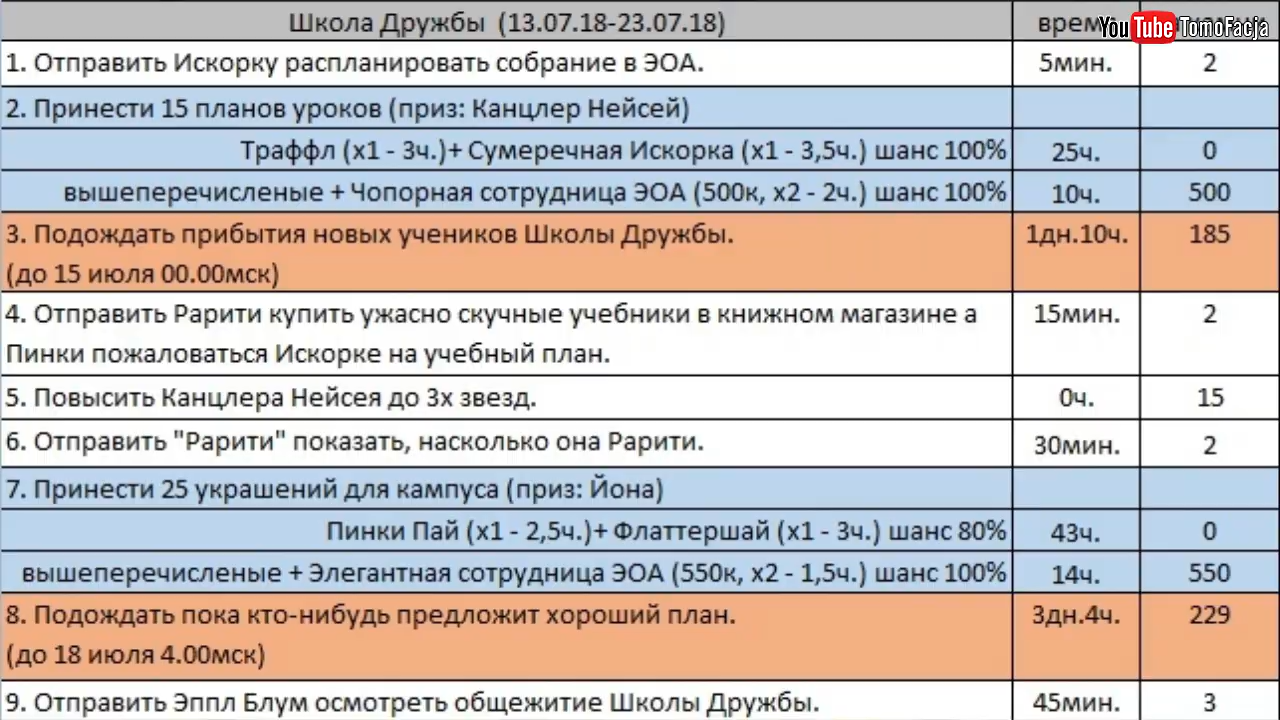 Школа Дружбы (13.07.18-23.07.18)
YouTube TomoFacja
1. Отправить Искорку распланировать собрание в ЭОА. 5мин. 2
2. Принести 15 планов уроков (приз: Канцлер Нейсей)
Траффл (х1 - 3ч.)+ Сумеречная Искорка (х1 - 3,5ч.) шанс 100% 25ч. 0
вышеперечисленые + Чопорная сотрудница ЭОА (500к, х2 - 2ч.) шанс 100% 10ч. 500
3. Подождать прибытия новых учеников Школы Дружбы. 1дн.10ч. 185
(до 15 июля 00.00мск)
4. Отправить Рарити купить ужасно скучные учебники в книжном магазине а 15мин. 2
Пинки пожаловаться Искорке на учебный план.
5. Повысить Канцлера Нейсея до 3х звезд. 0ч. 15
6. Отправить "Рарити" показать, насколько она Рарити. 30мин. 2
7. Принести 25 украшений для кампуса (приз: Йона)
Пинки Пай (х1 - 2,5ч.)+ Флаттершай (х1 - 3ч.) шанс 80% 43ч. 0
вышеперечисленые + Элегантная сотрудница ЭОА (550к, х2 - 1,5ч.) шанс 100% 14ч. 550
8. Подождать пока кто-нибудь предложит хороший план. 3дн.4ч. 229
(до 18 июля 4.00мск)
9. Отправить Эппл Блум осмотреть общежитие Школы Дружбы. 45мин. 3